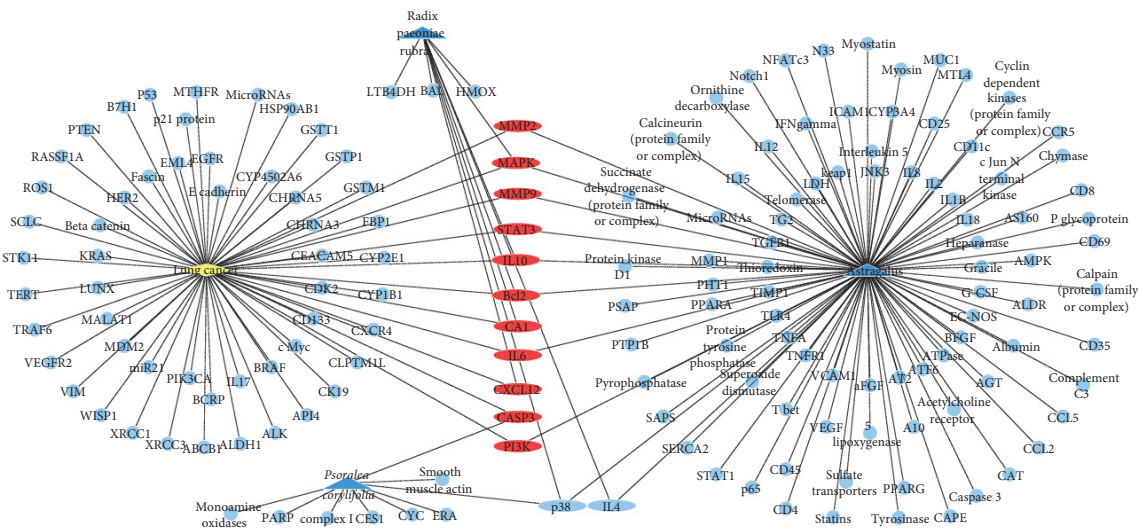 Radix
paeoniae
rubra
LTB4DH
BAL
HMOX
MMP2
MAPK
MMP9
STAT3
IL10
Bcl2
CA1
IL6
CXCL12
CASP3
PI3K
p38
IL4
Lung cancer
P53
MTHFR
MicroRNAs
B7H1
HSP90AB1
p21 protein
PTEN
GSTT1
EML4
EGFR
RASSF1A
GSTP1
Fascin
CYP4502A6
ROS1
HER2
E cadherin
CHRNA5
GSTM1
SCLC
Beta catenin
CHRNA3
FBP1
STK11
KRAS
CEACAM5
CYP2E1
TERT
LUNX
CDK2
CYP1B1
TRAF6
MALAT1
CD133
CXCR4
VEGFR2
MDM2
c Myc
miR21
BRAF
CLPTM1L
VIM
PIK3CA
IL17
CK19
WISP1
BCRP
API4
XRCC1
XRCC3
ABCB1
ALDH1
ALK
Psoralea
corylifolia
Smooth
muscle actin
Monoamine
oxidases
PARP
complex I
CES1
CYC
ERA
Astragalus
Myostatin
N33
NFATc3
MUC1
Myosin
MTL4
Notch1
Cyclin
dependent
kinases
(protein family
or complex)
Ornithine
decarboxylase
ICAM1
CYP3A4
CD25
IFNgamma
Calcineurin
(protein family
or complex)
CCR5
IL12
Interleukin 5
CD11c
Chymase
Succinate
dehydrogenase
(protein family
or complex)
IL15
LDH
keap1
JNK3
IL8
IL2
c Jun N
terminal
kinase
CD8
Telomerase
IL1B
MicroRNAs
TG2
IL18
AS160
P glycoprotein
TGFB1
Heparanase
CD69
Protein kinase
D1
MMP1
Thioredoxin
Gracile
AMPK
PHT1
TIMP1
G-CSF
ALDR
Calpain
(protein family
or complex)
PSAP
PPARA
TLR4
EC-NOS
PTP1B
Protein
tyrosine
phosphatase
TNFA
BFGF
Albumin
CD35
TNFR1
ATPase
Pyrophosphatase
Superoxide
dismutase
VCAM1
aFGF
AT2
ATF6
AGT
Complement
C3
SAPS
T bet
Acetylcholine
receptor
CCL5
SERCA2
VEGF
5
lipoxygenase
A10
CCL2
STAT1
CD45
Sulfate
transporters
CAT
p65
PPARG
Caspase 3
CD4
Statins
Tyrosinase
CAPE